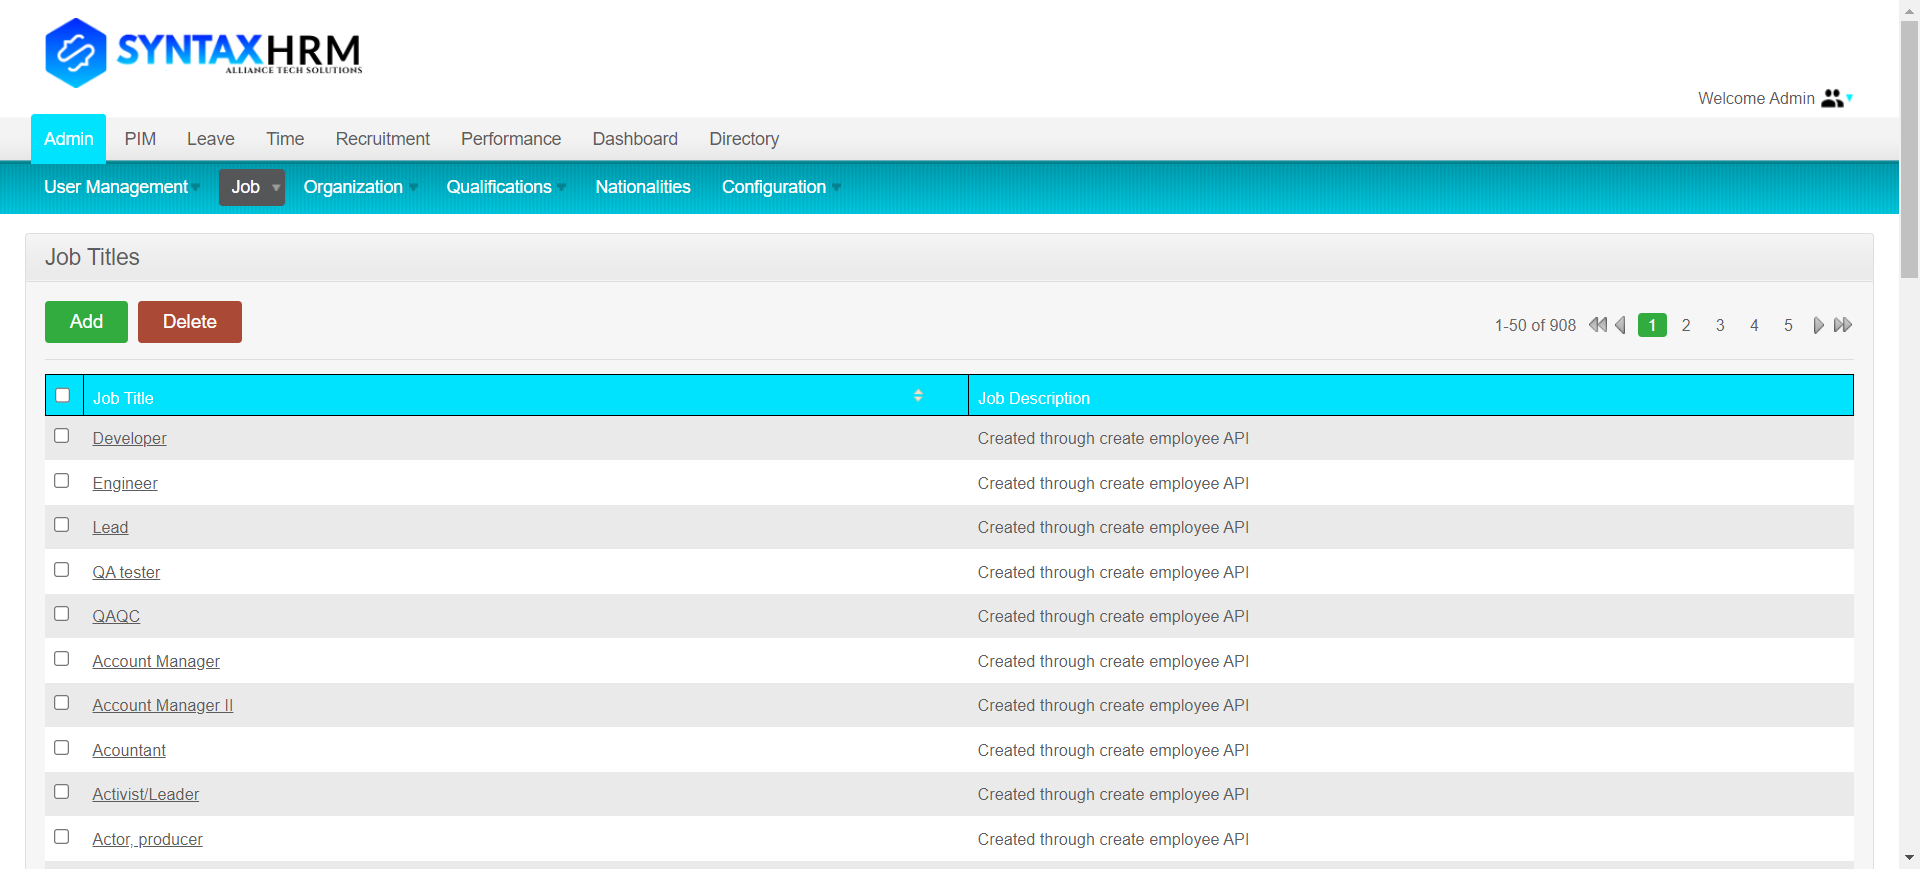 SYNTAXHRM
ALLIANCE TECH SOLUTIONS
Welcome Admin
Admin PIM Leave Time Recruitment Performance Dashboard Directory
User Management Job Organization Qualifications Nationalities Configuration
Job Titles
Add Delete 1-50 of 908 1 2 3 4 5
Job Title Job Description
Developer Created through create employee API
Engineer Created through create employee API
Lead Created through create employee API
QA tester Created through create employee API
QAQC Created through create employee API
Account Manager Created through create employee API
Account Manager II Created through create employee API
Acountant Created through create employee API
Activist/Leader Created through create employee API
Actor, producer Created through create employee API